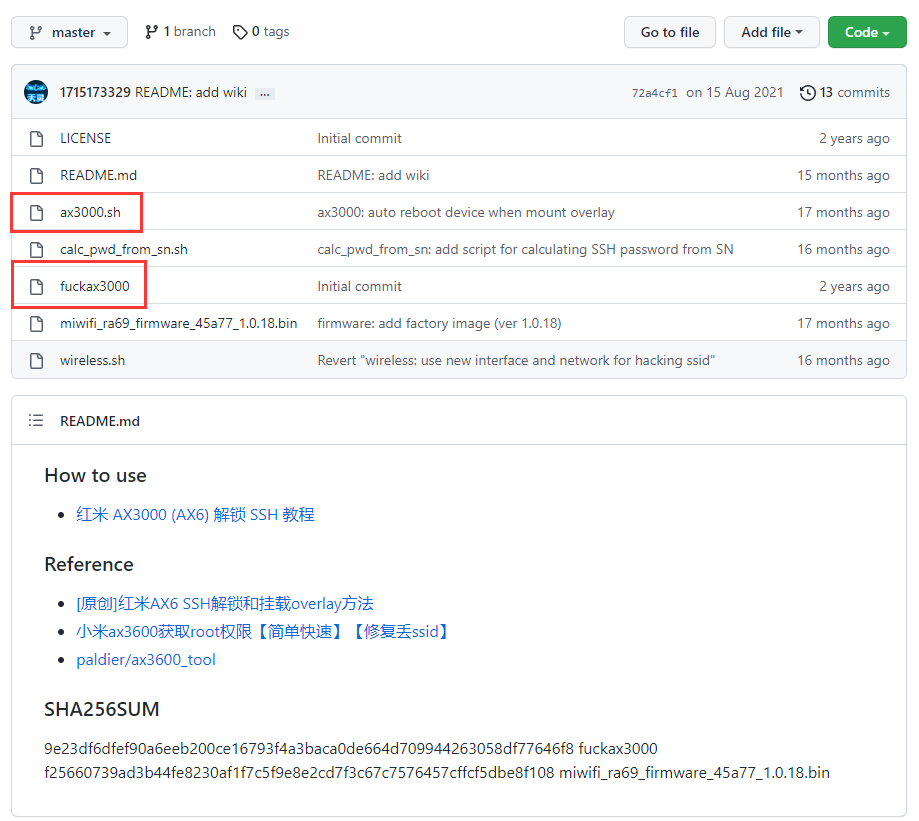 master 1 branch 0 tags Go to file Add file Code
1715173329 README: add wiki ... 72a4cf1 on 15 Aug 2021 13 commits
LICENSE Initial commit 2 years ago
README.md README: add wiki 15 months ago
ax3000.sh ax3000: auto reboot device when mount overlay 17 months ago
calc_pwd_from_sn.sh calc_pwd_from_sn: add script for calculating SSH password from SN 16 months ago
fuckax3000 Initial commit 2 years ago
miwifi_ra69_firmware_45a77_1.0.18.bin firmware: add factory image (ver 1.0.18) 17 months ago
wireless.sh Revert "wireless: use new interface and network for hacking ssid" 16 months ago
README.md
How to use
红米 AX3000 (AX6) 解锁 SSH 教程
Reference
[原创]红米AX6 SSH解锁和挂载overlay方法
小米ax3600获取root权限【简单快速】【修复丢ssid】
paldier/ax3600_tool
SHA256SUM
9e23df6dfef90a6eeb200ce16793f4a3baca0de664d709944263058df77646f8 fuckax3000
f25660739ad3b44fe8230af1f7c5f9e8e2cd7f3c67c7576457cffcf5dbe8f108 miwifi_ra69_firmware_45a77_1.0.18.bin